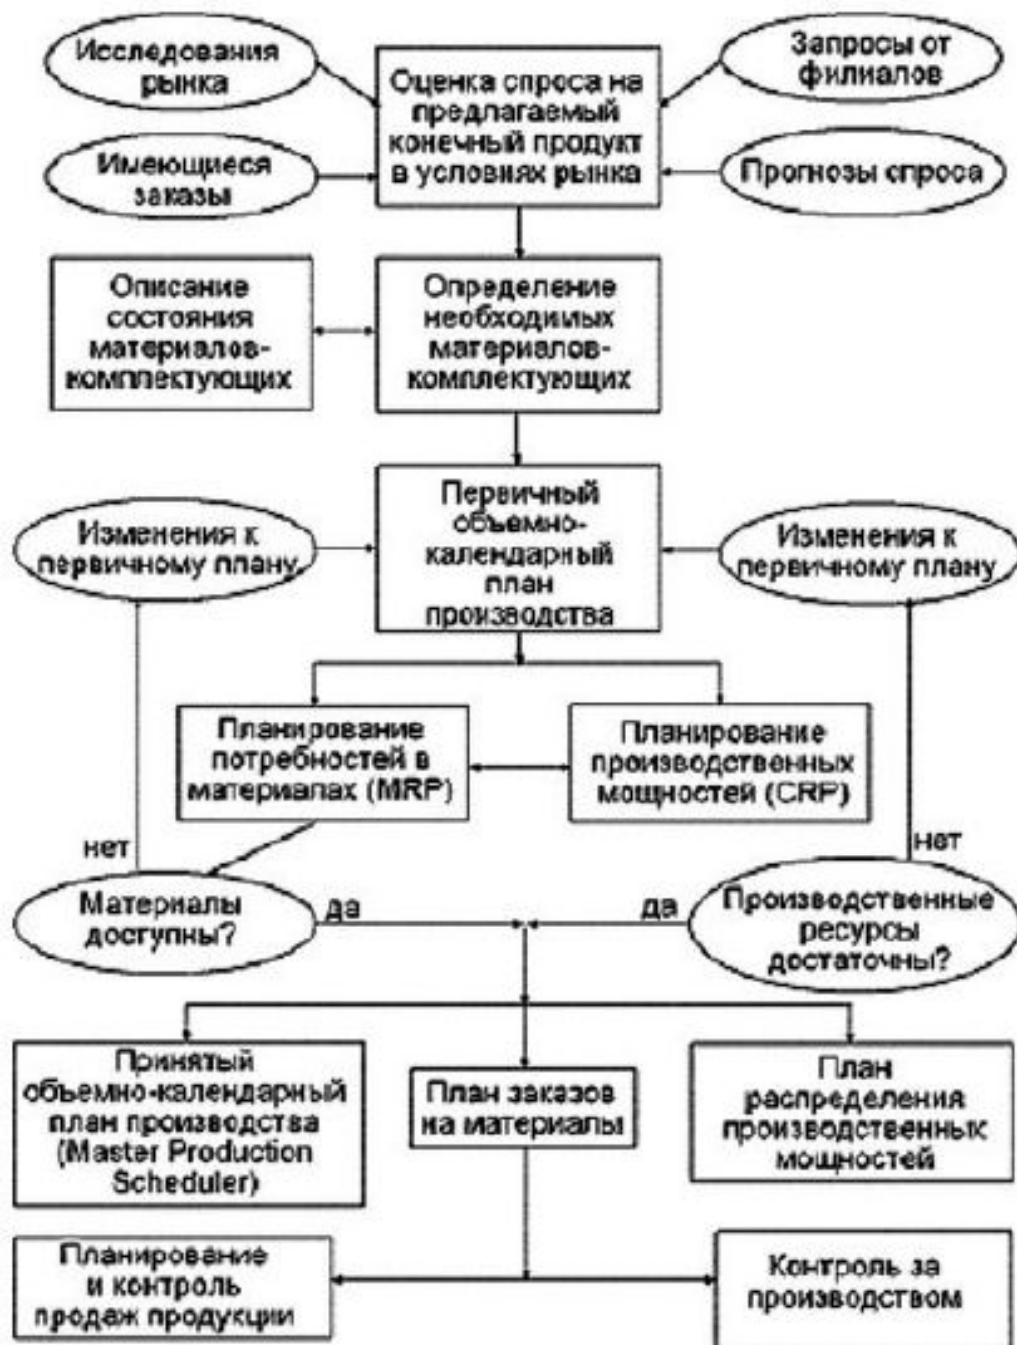 Исследования
рынка
Оценка спроса на
предлагаемый
конечный продукт
в условиях рынка
Запросы от
филиалов
Имеющиеся
заказы
Прогнозы спроса
Описание
состояния
материалов-
комплектующих
Определение
необходимых
материалов-
комплектующих
Изменения к
первичному плану
Первичный
объемно-
календарный
план
производства
Изменения к
первичному плану
Планирование
потребностей в
материалах (MRP)
Планирование
производственных
мощностей (CRP)
нет
нет
Материалы
доступны?
да
да
Производственные
ресурсы
достаточны?
Принятый
объемно-календарный
план производства
(Master Production
Scheduler)
План заказов
на материалы
План
распределения
производственных
мощностей
Планирование
и контроль
продаж продукции
Контроль за
производством